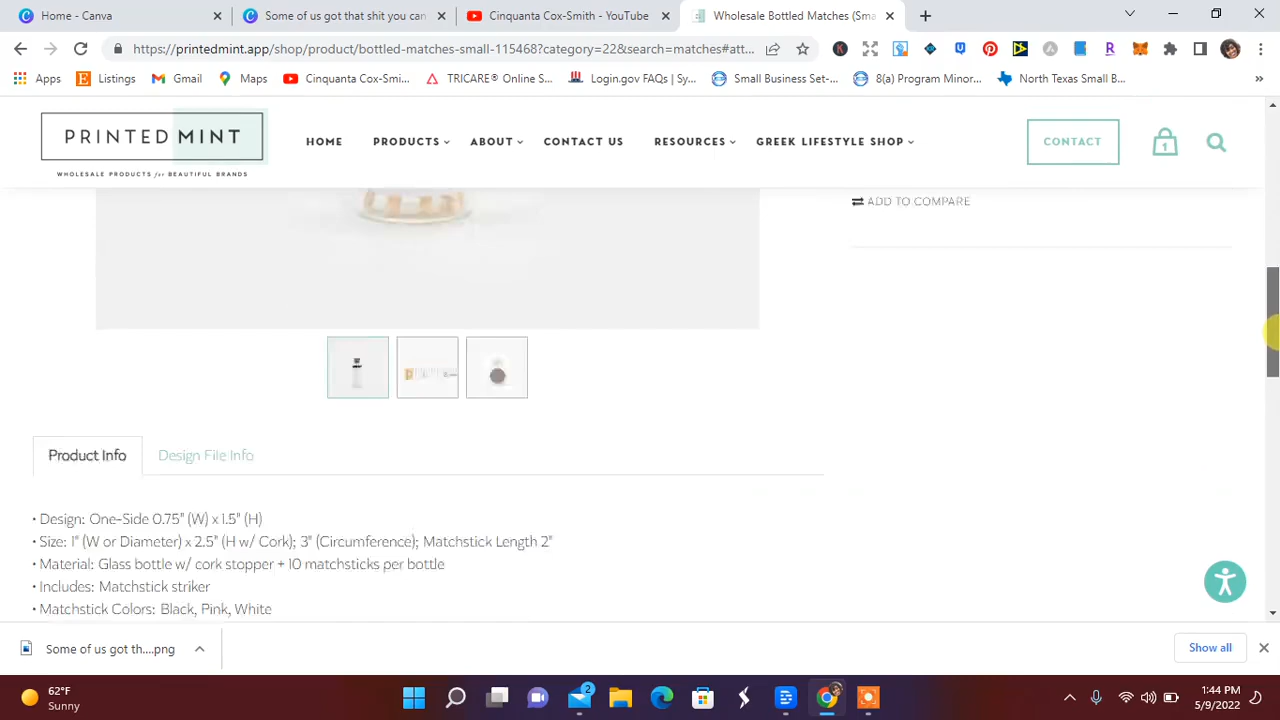 Home - Canva
Some of us got that shit you can
Cinquanta Cox-Smith - YouTube
Wholesale Bottled Matches (Sma
https://printedmint.app/shop/product/bottled-matches-small-115468?category=22&search=matches#att...
Apps
Listings
Gmail
Maps
Cinquanta Cox-Smi...
TRICARE® Online S...
Login.gov FAQs | Sy...
Small Business Set-...
8(a) Program Minor...
North Texas Small B...
»
PRINTED MINT
WHOLESALE PRODUCTS for BEAUTIFUL BRANDS
HOME
PRODUCTS
ABOUT
CONTACT US
RESOURCES
GREEK LIFESTYLE SHOP
CONTACT
1
ADD TO COMPARE
Product Info
Design File Info
• Design: One-Side 0.75" (W) x 1.5" (H)
• Size: 1" (W or Diameter) x 2.5" (H w/ Cork); 3" (Circumference); Matchstick Length 2"
• Material: Glass bottle w/ cork stopper + 10 matchsticks per bottle
• Includes: Matchstick striker
• Matchstick Colors: Black, Pink, White
Some of us got th....png
Show all
62°F
Sunny
2
1:44 PM
5/9/2022